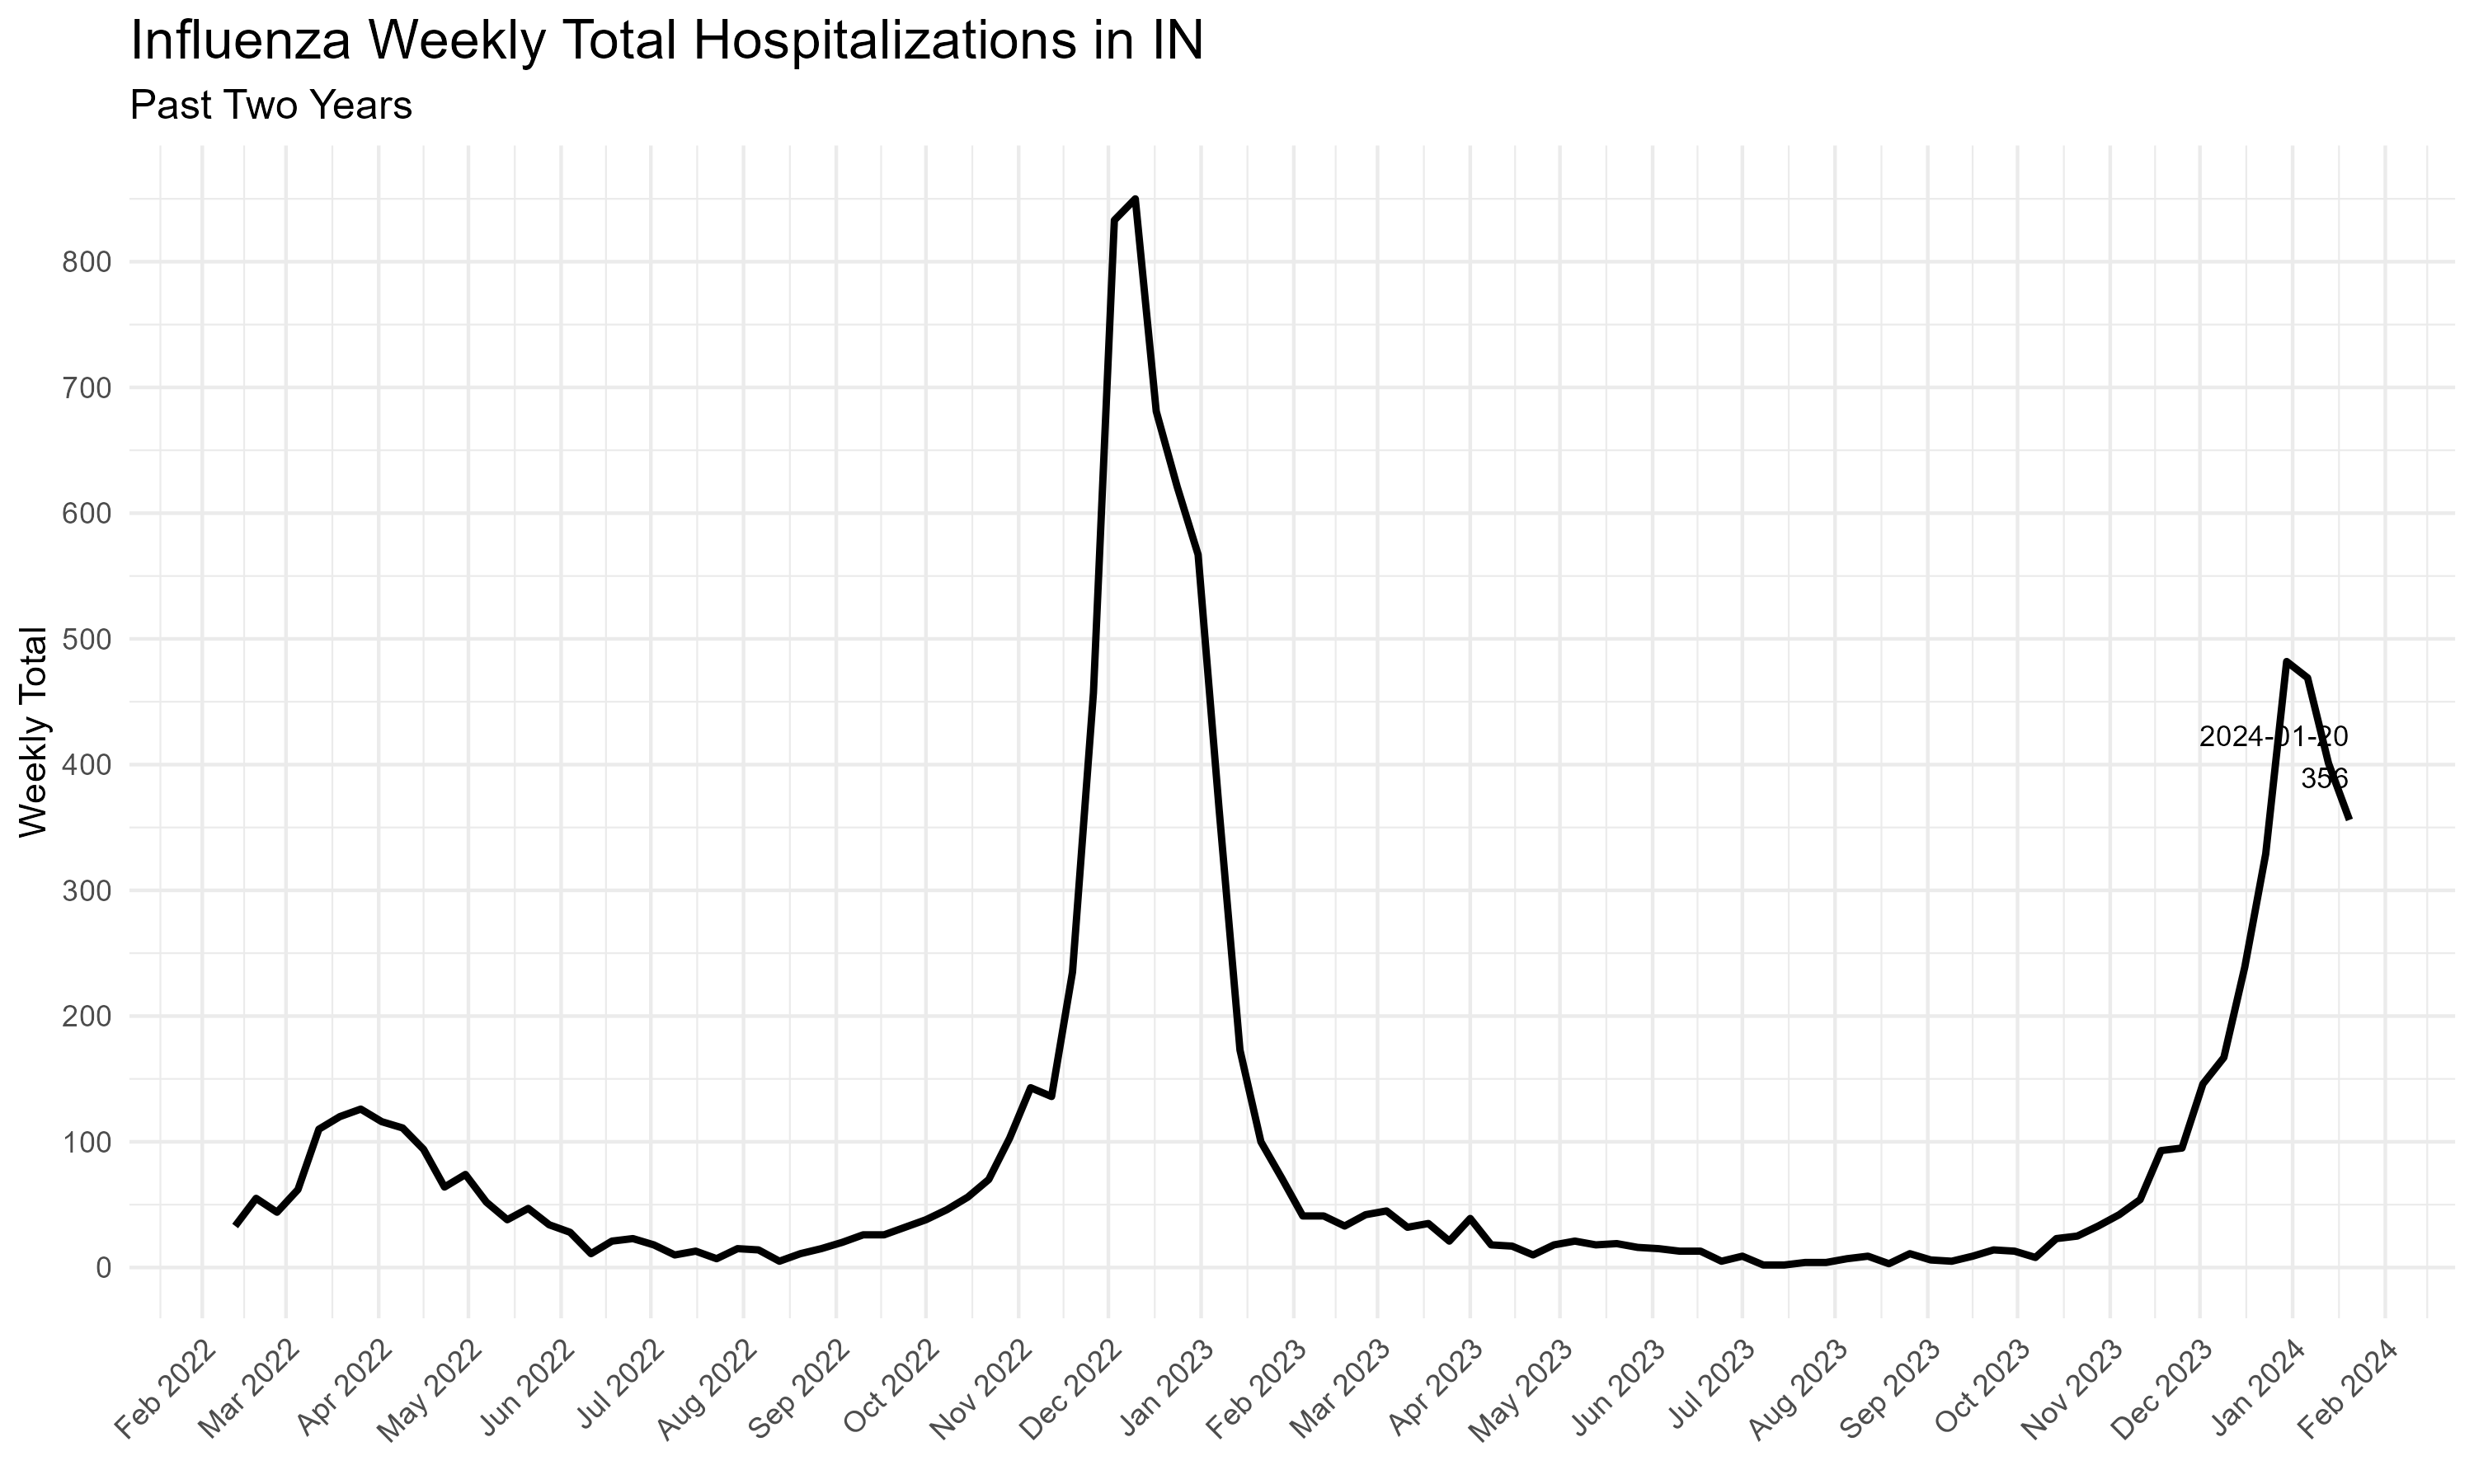 Influenza Weekly Total Hospitalizations in IN
Past Two Years
Weekly Total
800
700
600
500
400
300
200
100
0
2024-01-20
356
Feb 2022
Mar 2022
Apr 2022
May 2022
Jun 2022
Jul 2022
Aug 2022
Sep 2022
Oct 2022
Nov 2022
Dec 2022
Jan 2023
Feb 2023
Mar 2023
Apr 2023
May 2023
Jun 2023
Jul 2023
Aug 2023
Sep 2023
Oct 2023
Nov 2023
Dec 2023
Jan 2024
Feb 2024